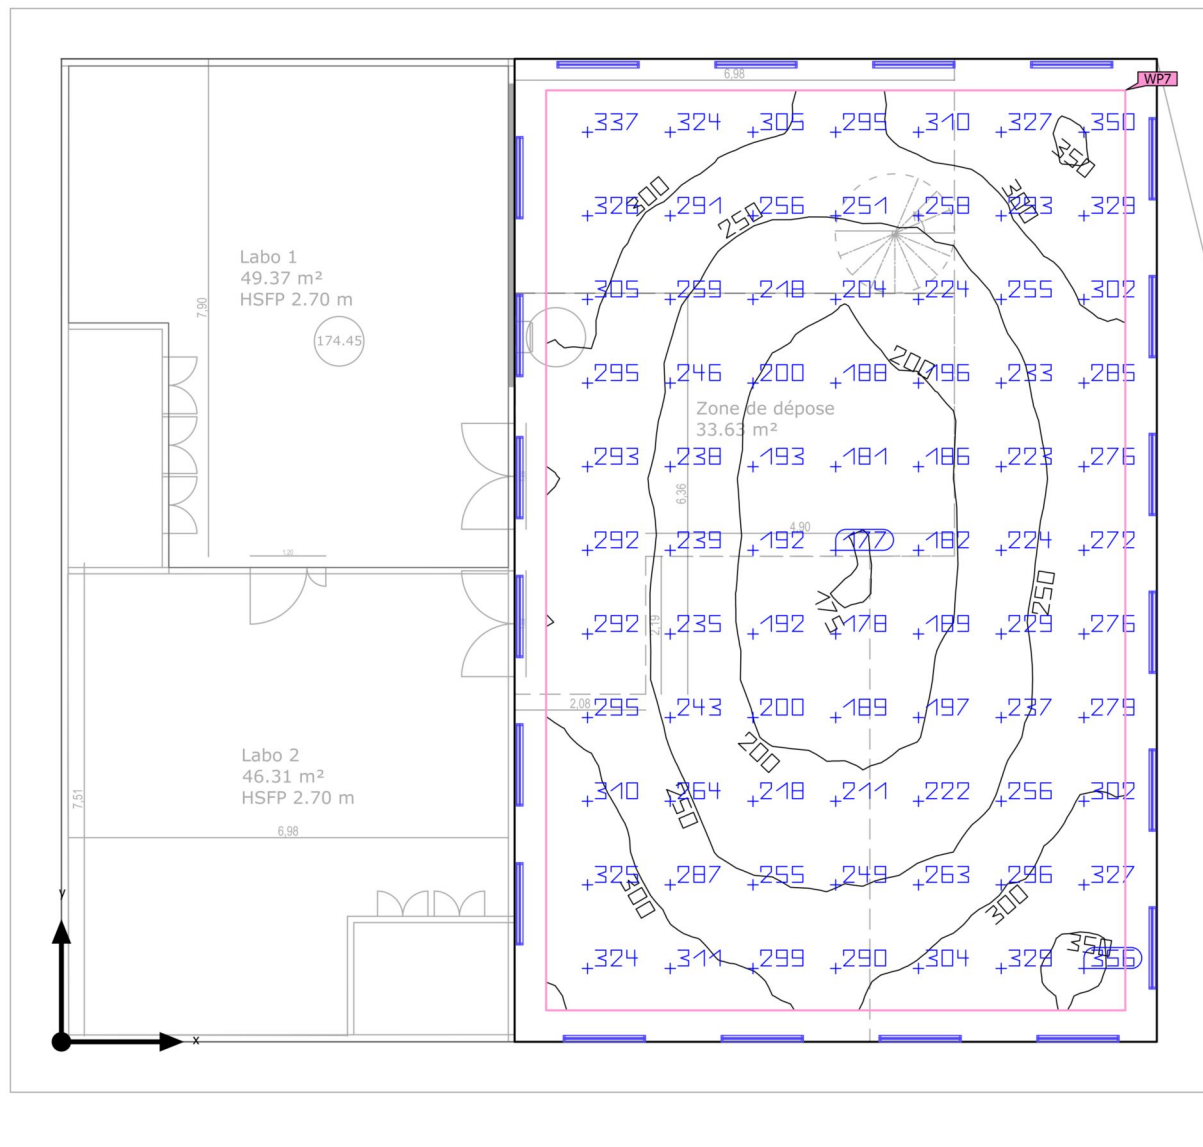 6,98
WP7
337 324 305 295 310 327 350
350
300
328 291 256 251 258 293 329
250
300
Labo 1
49.37 m²
HSFP 2.70 m
174.45
7,90
305 259 218 204 224 255 302
200
295 246 200 188 196 233 285
Zone de dépose
33.63 m²
293 238 193 181 186 223 276
6,36
4,90
292 239 192 177 182 224 272
175
250
292 235 192 178 189 229 276
2,19
2,08
295 243 200 189 197 237 279
200
Labo 2
46.31 m²
HSFP 2.70 m
7,51
310 264 218 211 222 256 302
250
6,98
325 287 255 249 263 296 327
300
300
y
350
324 311 299 290 304 328 356
x